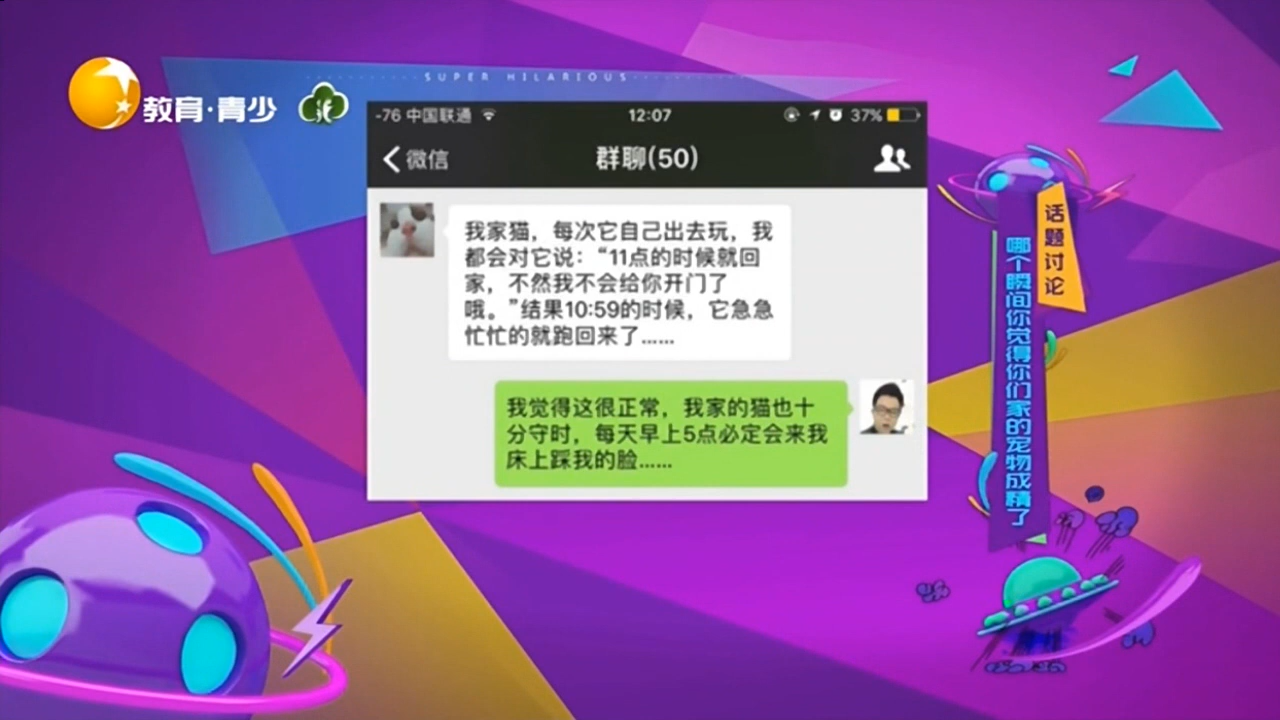 SUPER HILARIOUS
教育·青少
-76 中国联通
12:07
37%
微信
群聊(50)
我家猫，每次它自己出去玩，我
都会对它说：“11点的时候就回
家，不然我不会给你开门了
哦。”结果10:59的时候，它急急
忙忙的就跑回来了……
我觉得这很正常，我家的猫也十
分守时，每天早上5点必定会来我
床上踩我的脸……
话题讨论
哪个瞬间你觉得你们家的宠物成精了